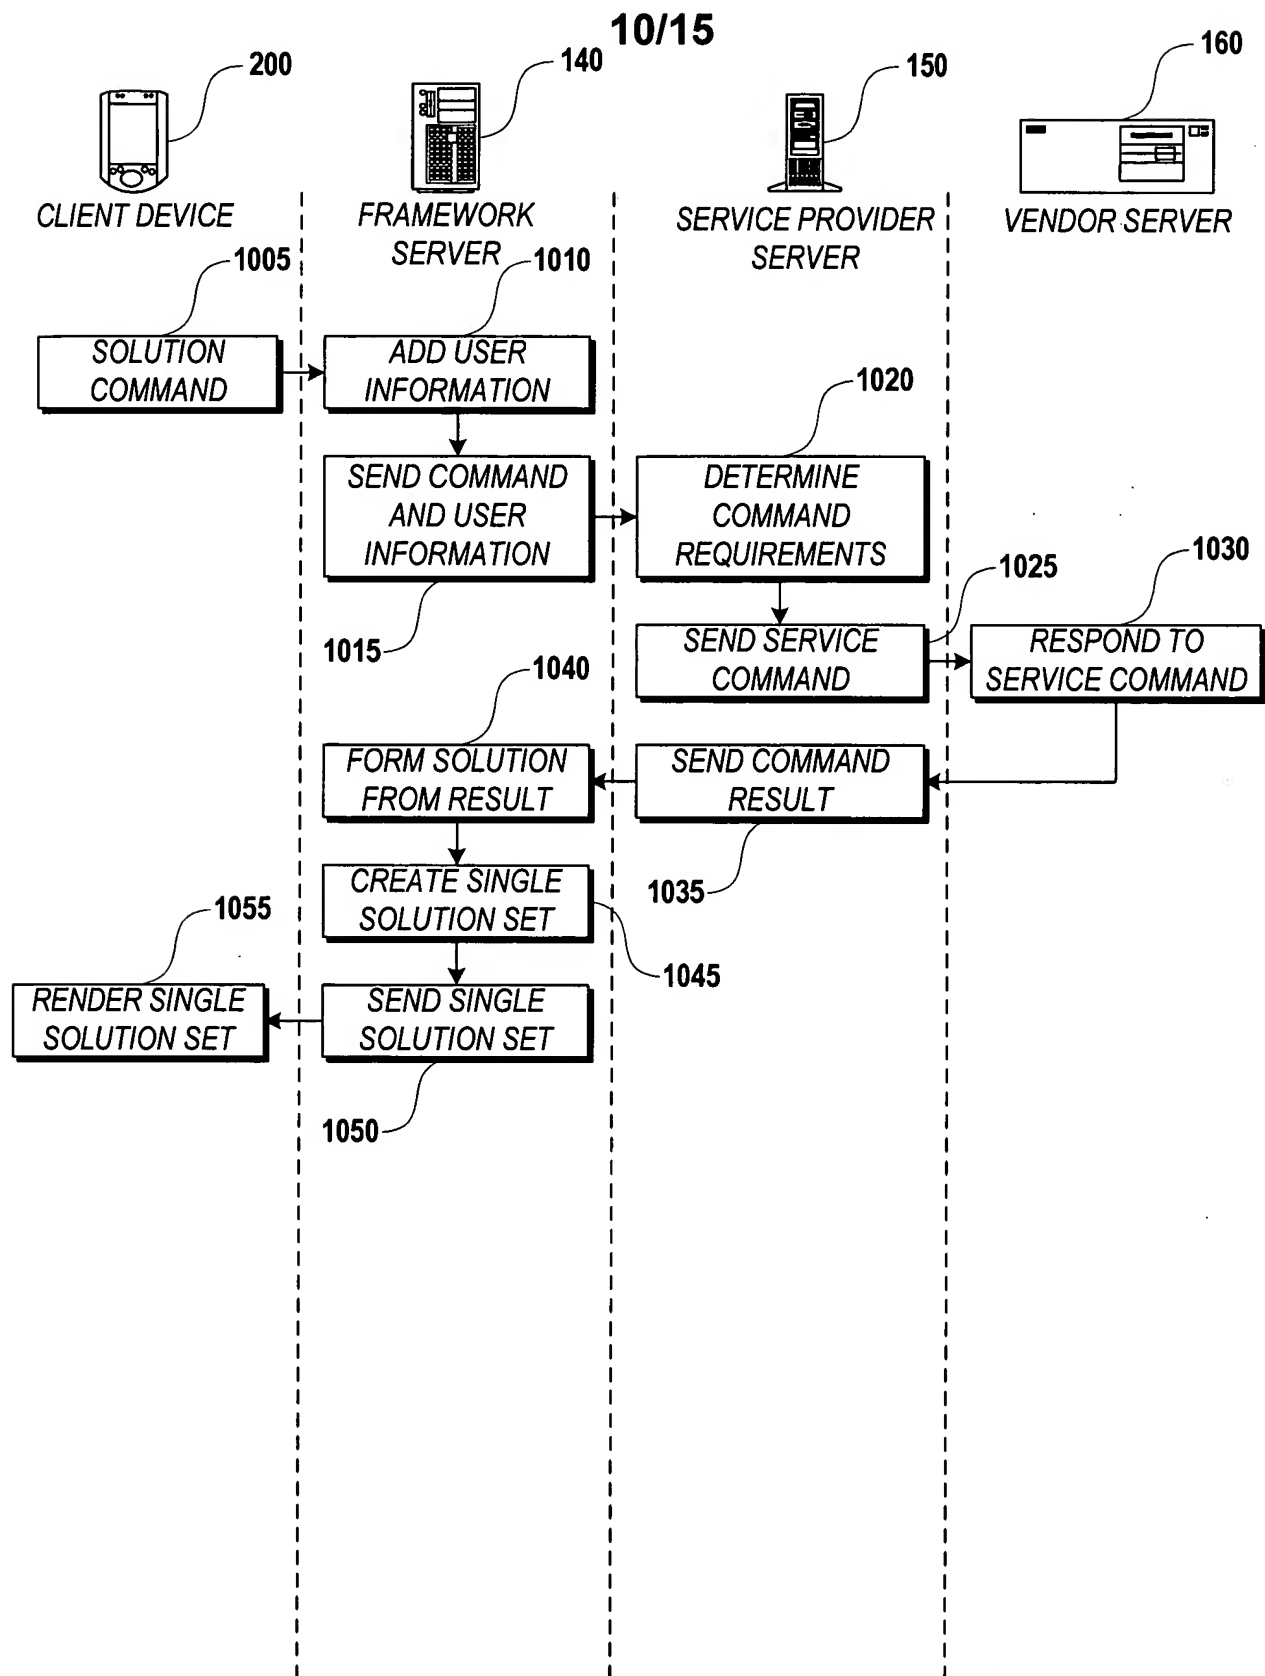 10/15
200
140
150
160
CLIENT DEVICE
FRAMEWORK
SERVER
SERVICE PROVIDER
SERVER
VENDOR SERVER
1005
1010
SOLUTION
COMMAND
ADD USER
INFORMATION
1020
SEND COMMAND
AND USER
INFORMATION
DETERMINE
COMMAND
REQUIREMENTS
1015
1025
1030
SEND SERVICE
COMMAND
RESPOND TO
SERVICE COMMAND
1040
FORM SOLUTION
FROM RESULT
SEND COMMAND
RESULT
1035
CREATE SINGLE
SOLUTION SET
1045
1055
RENDER SINGLE
SOLUTION SET
SEND SINGLE
SOLUTION SET
1050